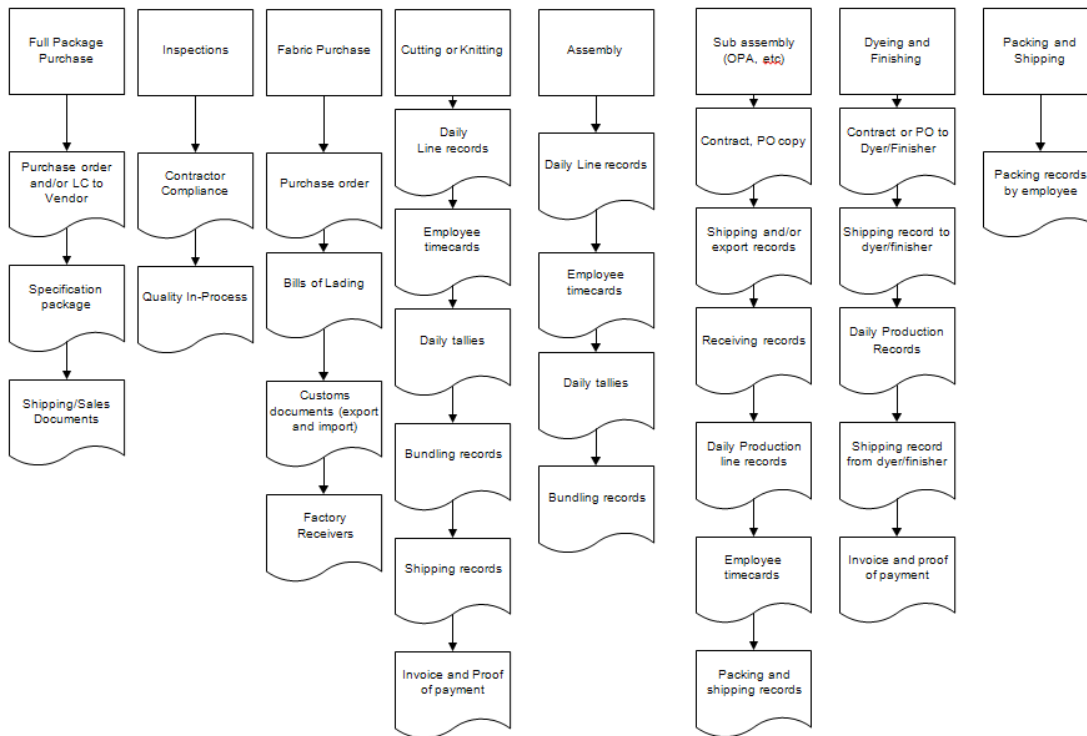 Full Package
Purchase
Purchase order
and/or LC to
Vendor
Specification
package
Shipping/Sales
Documents
Inspections
Contractor
Compliance
Quality In-Process
Fabric Purchase
Purchase order
Bills of Lading
Customs
documents (export
and import)
Factory
Receivers
Cutting or Knitting
Daily
Line records
Employee
timecards
Daily tallies
Bundling records
Shipping records
Invoice and Proof
of payment
Assembly
Daily Line records
Employee
timecards
Daily tallies
Bundling records
Sub assembly
(OPA, etc)
Contract, PO copy
Shipping and/or
export records
Receiving records
Daily Production
line records
Employee
timecards
Packing and
shipping records
Dyeing and
Finishing
Contract or PO to
Dyer/Finisher
Shipping record to
dyer/finisher
Daily Production
Records
Shipping record
from dyer/finisher
Invoice and proof
of payment
Packing and
Shipping
Packing records
by employee